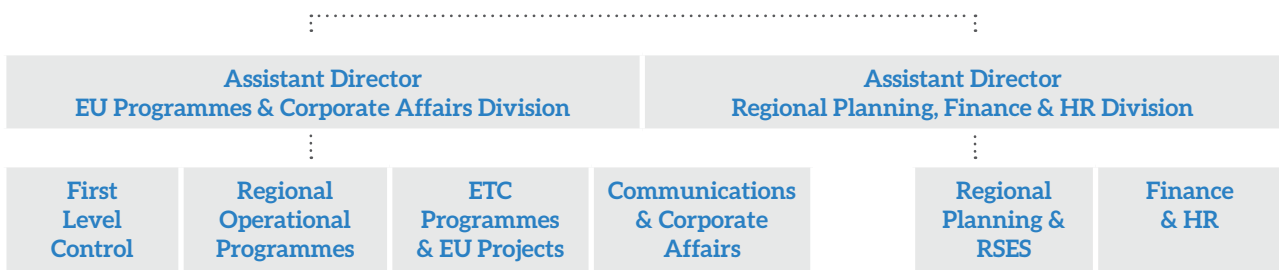 Assistant Director
EU Programmes & Corporate Affairs Division
Assistant Director
Regional Planning, Finance & HR Division
First
Level
Control
Regional
Operational
Programmes
ETC
Programmes
& EU Projects
Communications
& Corporate
Affairs
Regional
Planning &
RSES
Finance
& HR